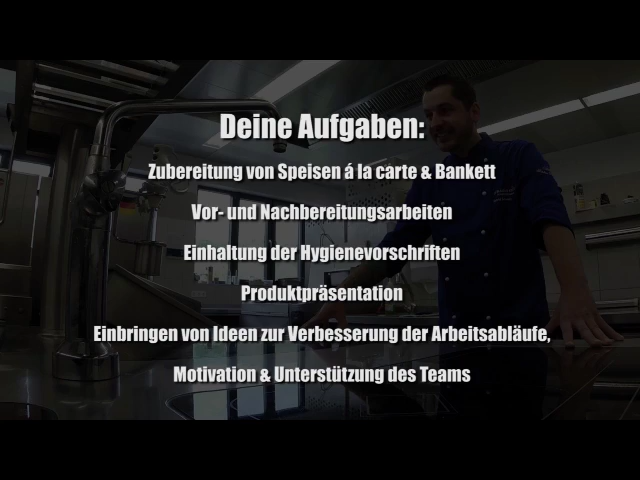 Deine Aufgaben:
Zubereitung von Speisen á la carte & Bankett
Vor- und Nachbereitungsarbeiten
Einhaltung der Hygienevorschriften
Produktpräsentation
Einbringen von Ideen zur Verbesserung der Arbeitsabläufe,
Motivation & Unterstützung des Teams